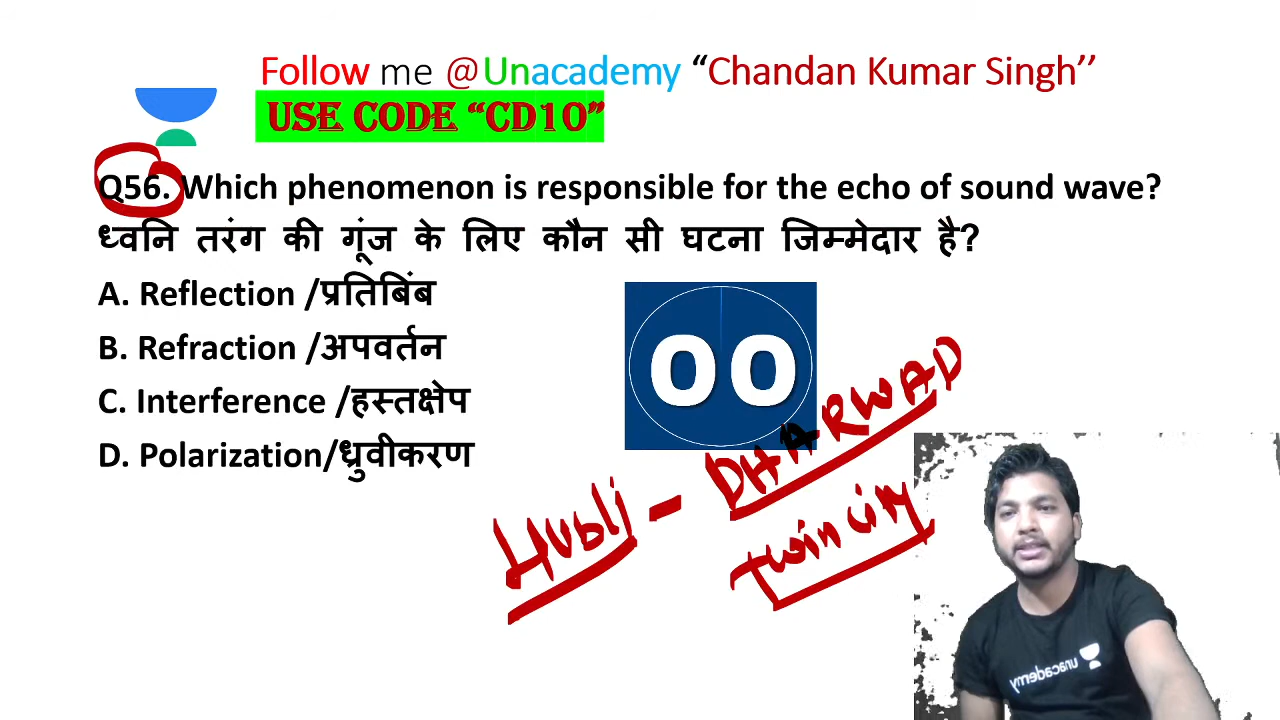 Follow me @Unacademy “Chandan Kumar Singh’’
USE CODE “CD10”
Q56. Which phenomenon is responsible for the echo of sound wave?
ध्वनि तरंग की गूंज के लिए कौन सी घटना जिम्मेदार है?
A. Reflection /प्रतिबिंब
B. Refraction /अपवर्तन
C. Interference /हस्तक्षेप
D. Polarization/ध्रुवीकरण
00
Hubli - DHARWAD
Twin city
unacademy